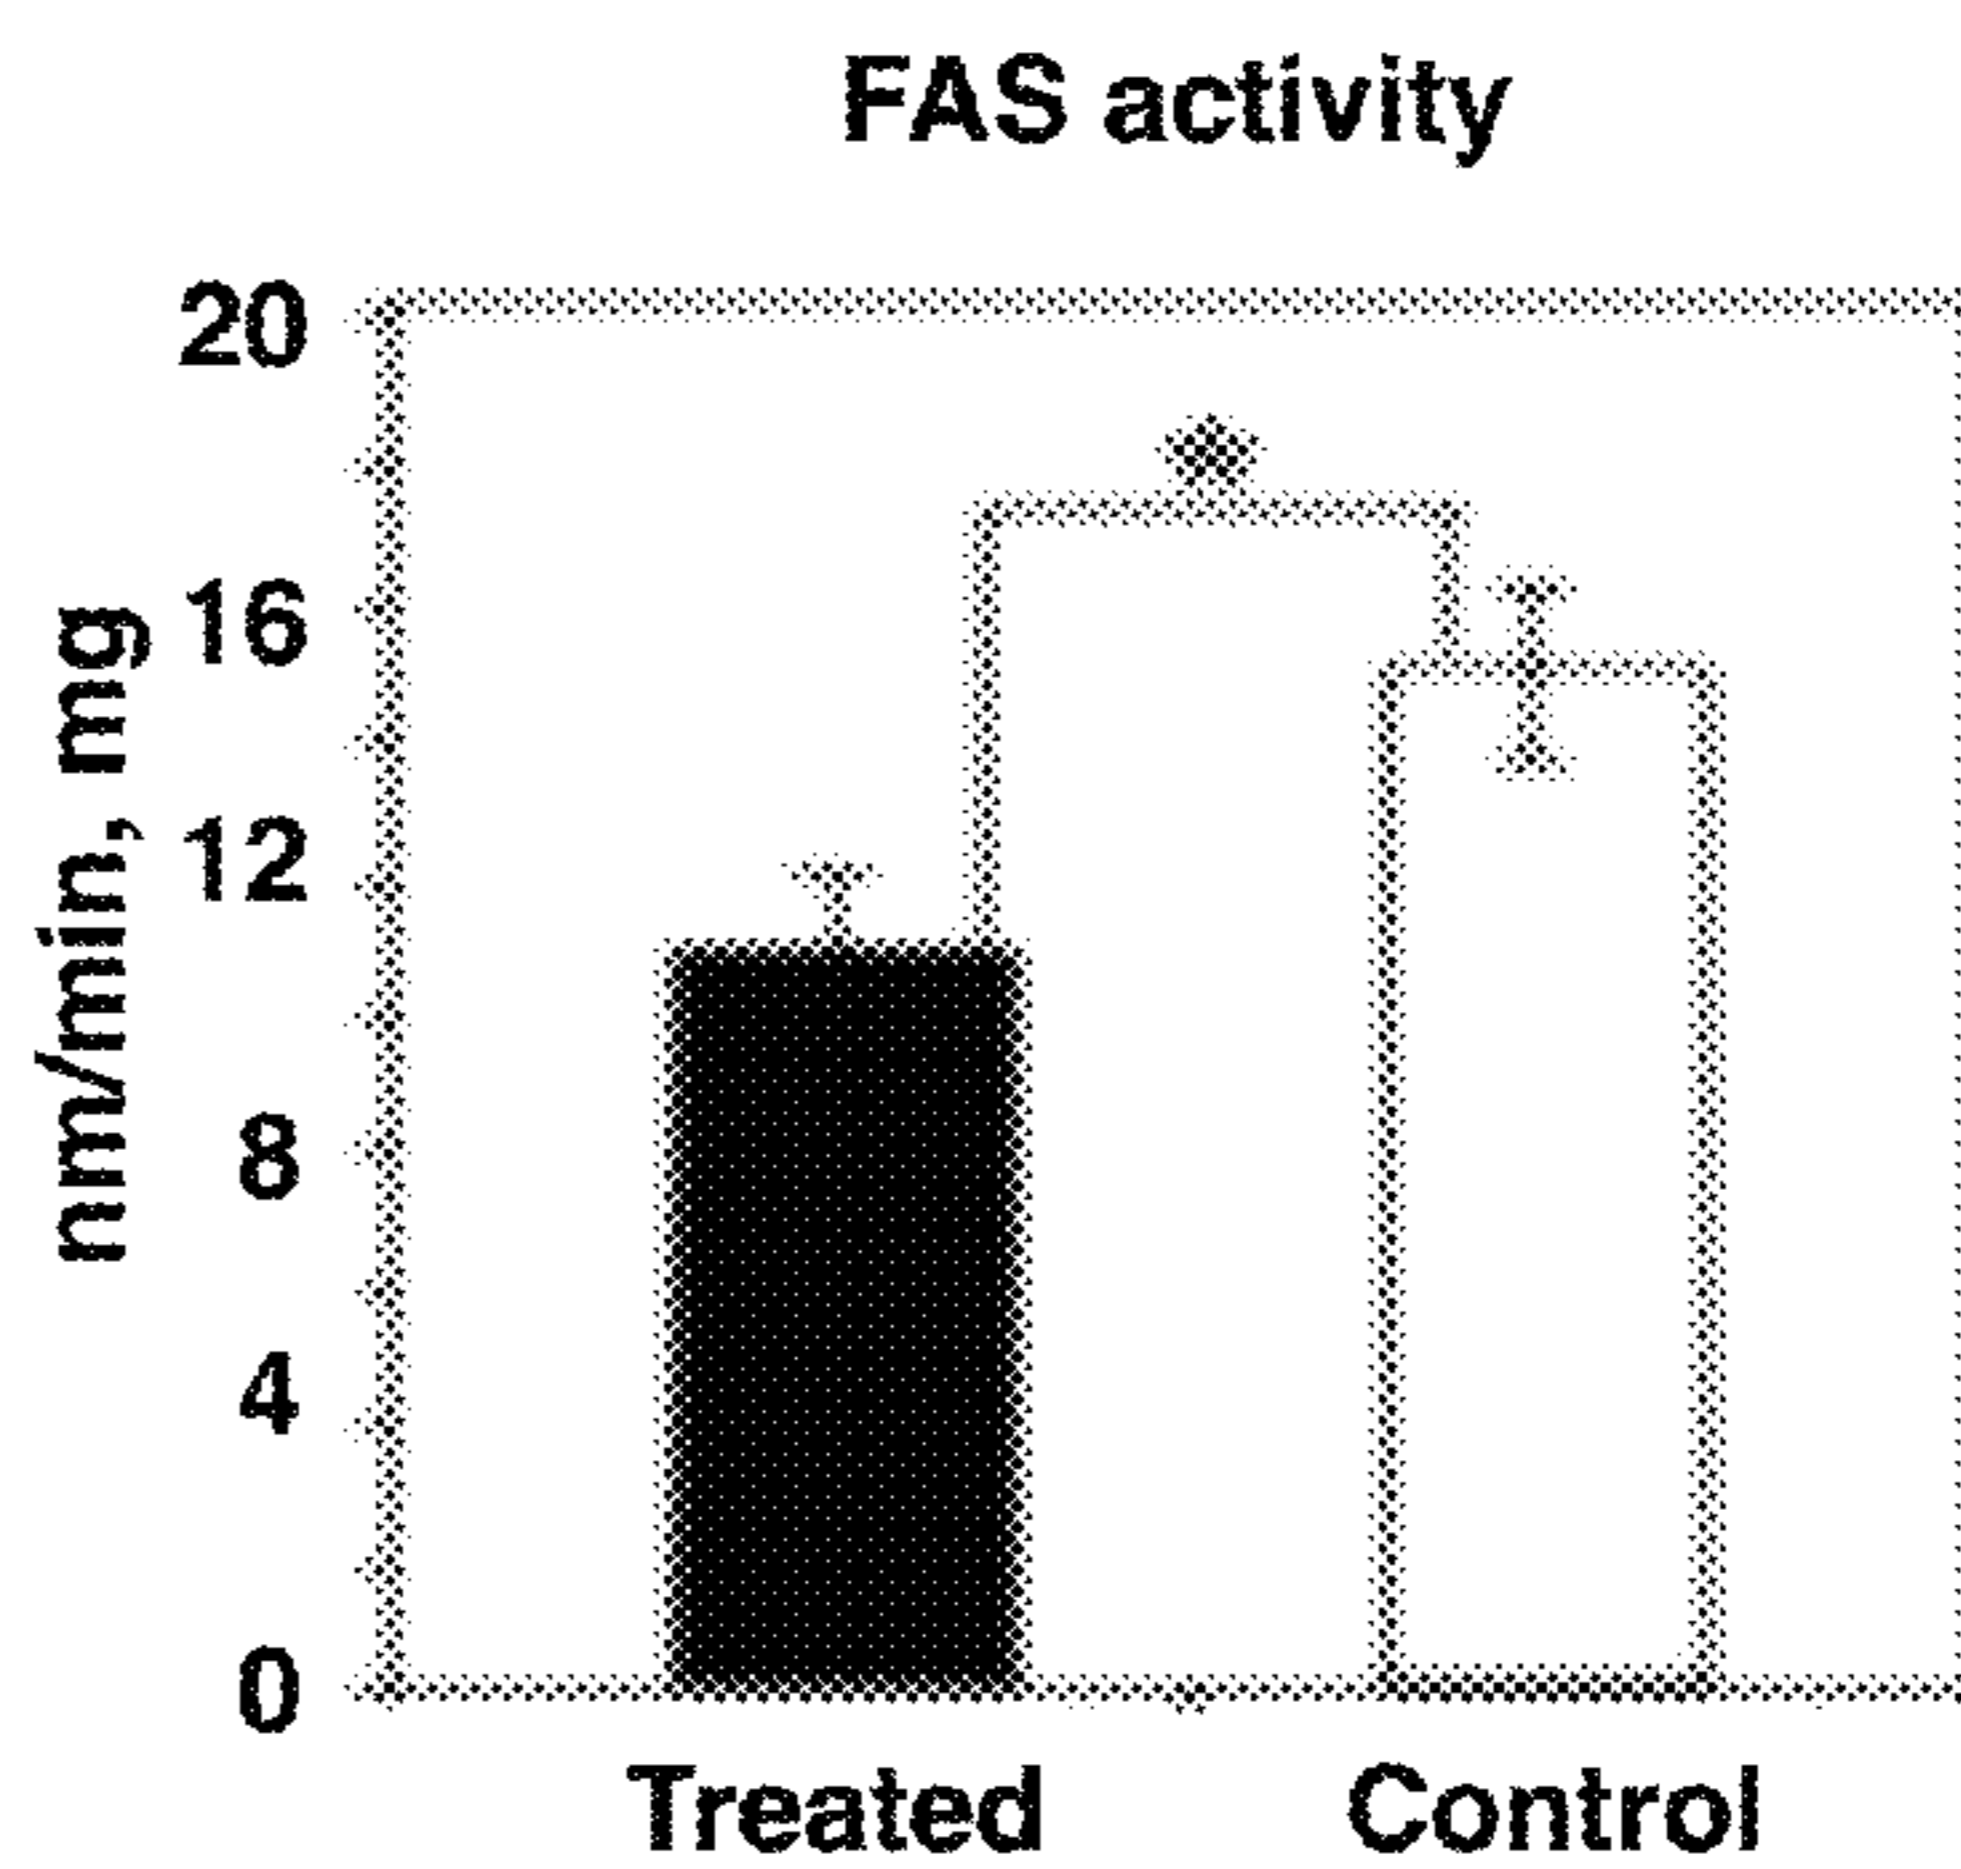 FAS activity
20
16
12
8
4
0
nm/min, mg
Treated
Control